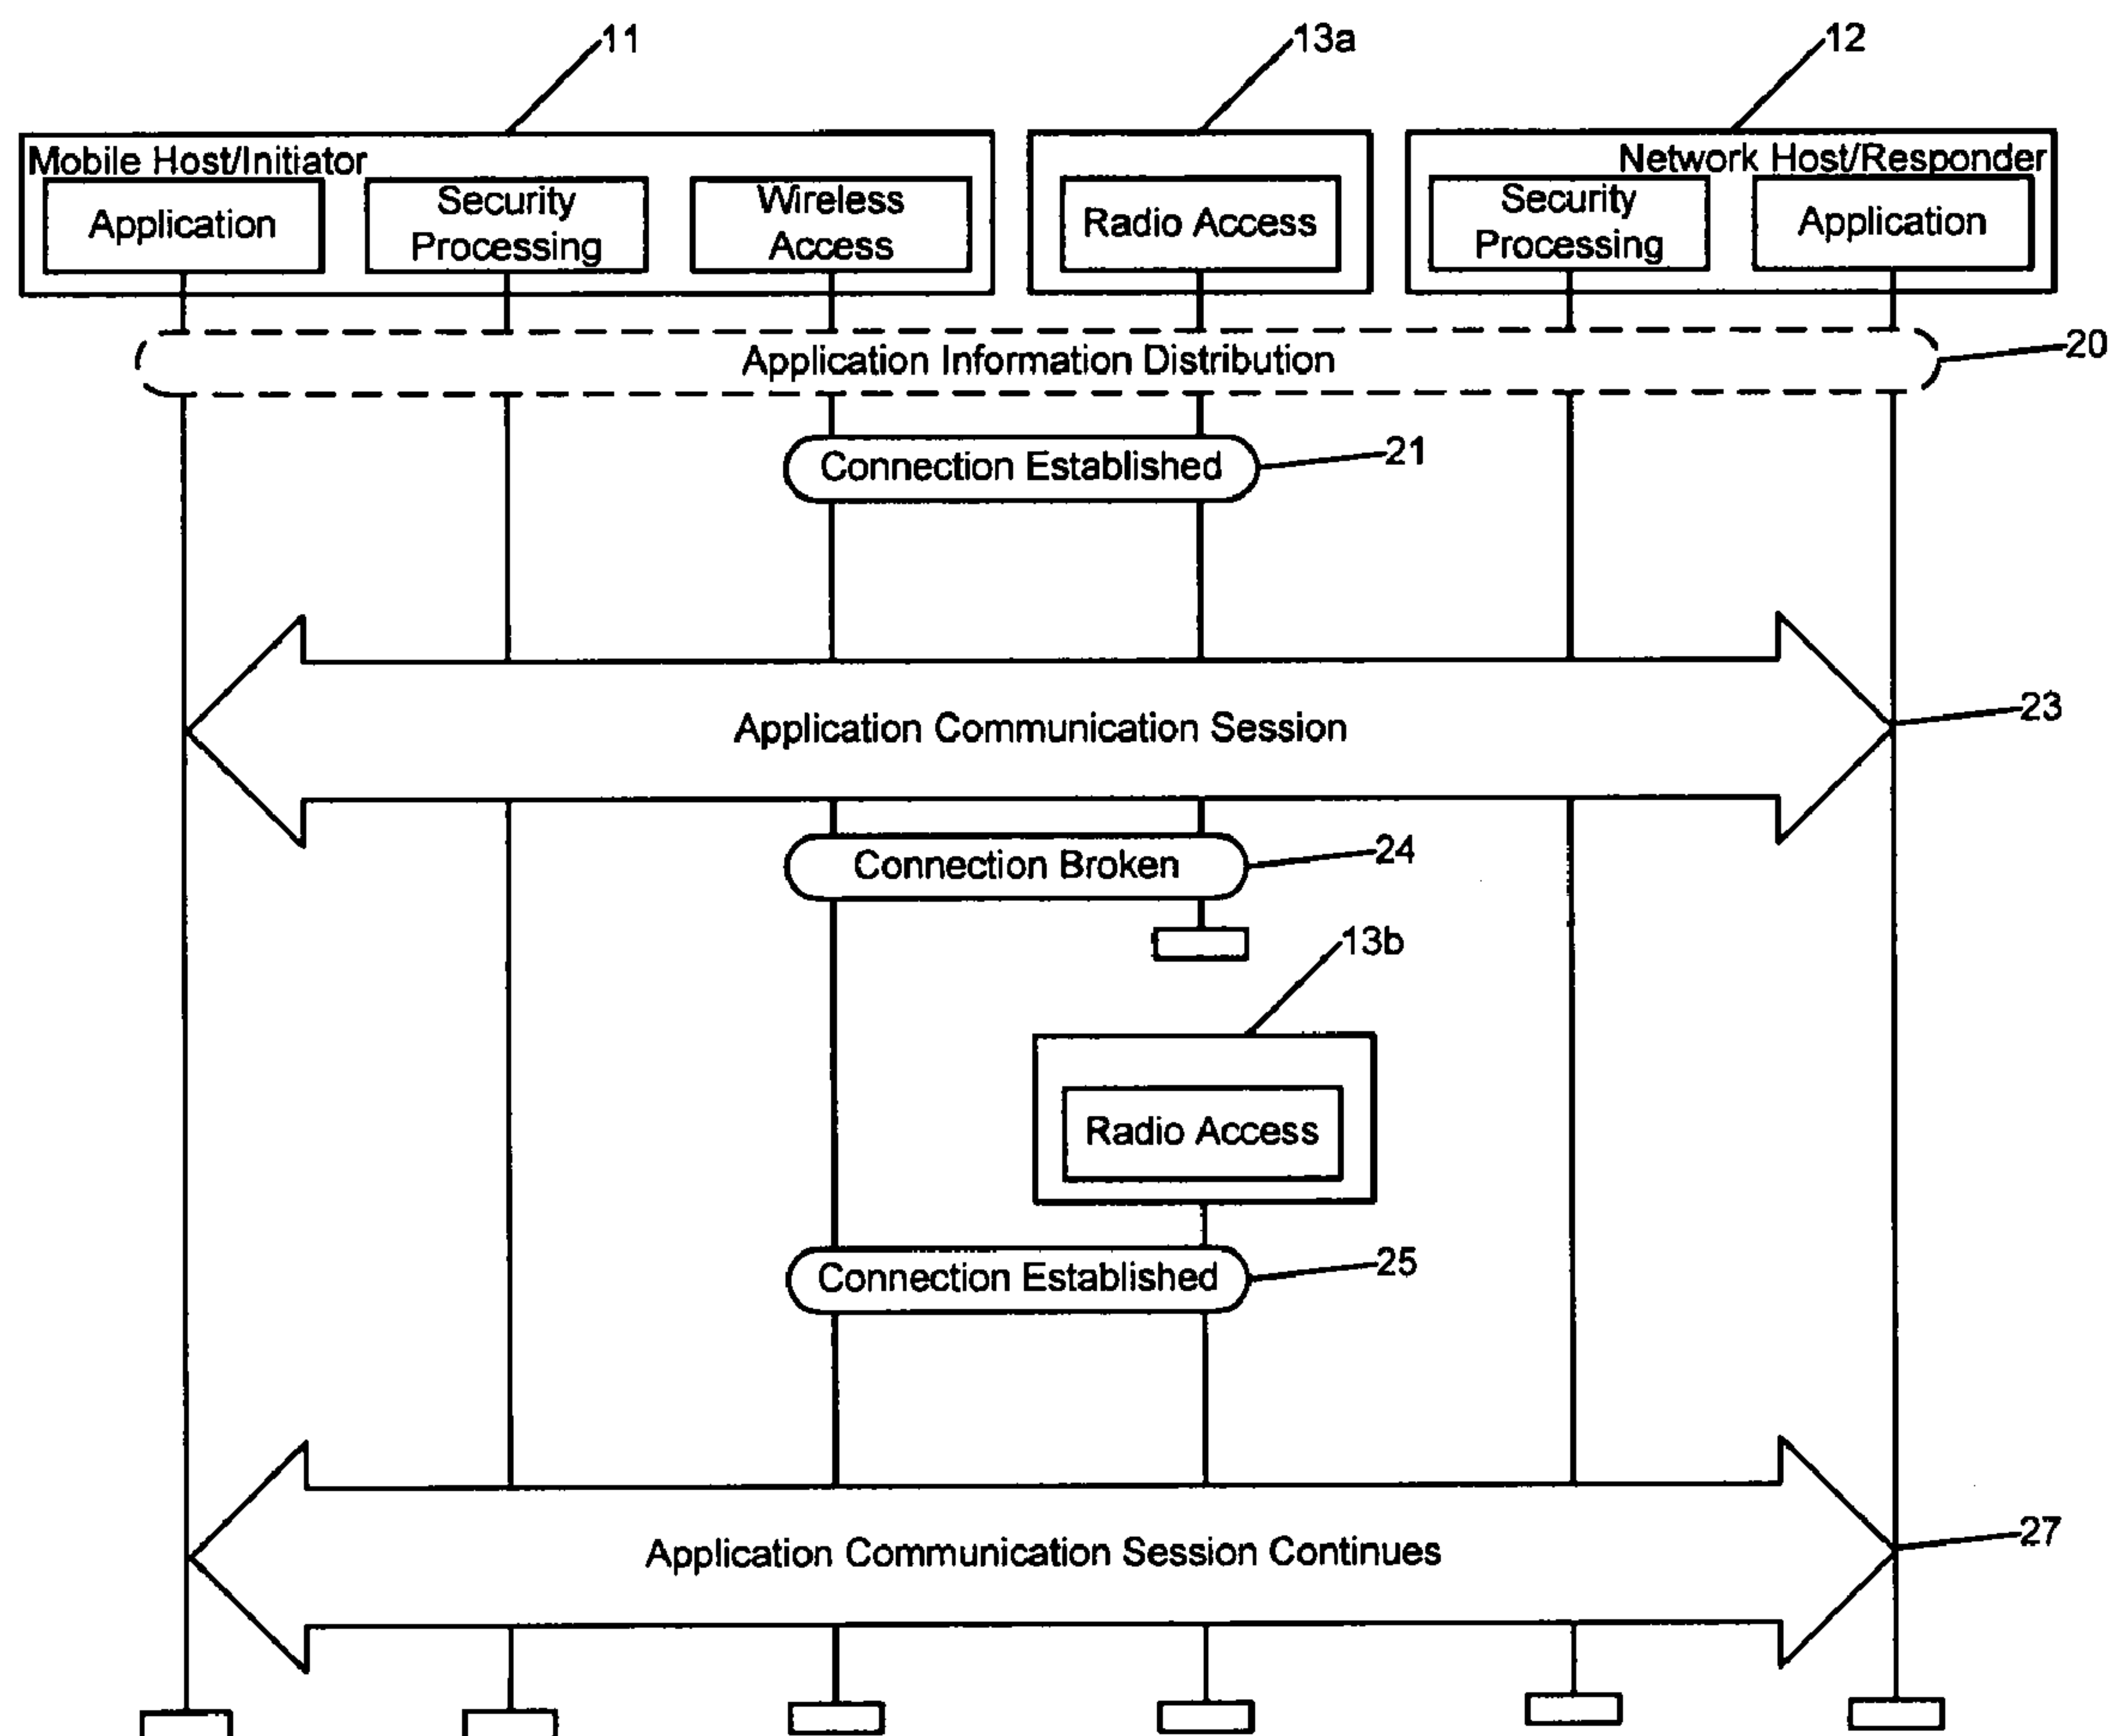 11
13a
12
Mobile Host/Initiator
Network Host/Responder
Application
Security
Processing
Wireless
Access
Radio Access
Security
Processing
Application
Application Information Distribution
20
Connection Established
21
Application Communication Session
23
Connection Broken
24
13b
Radio Access
Connection Established
25
Application Communication Session Continues
27